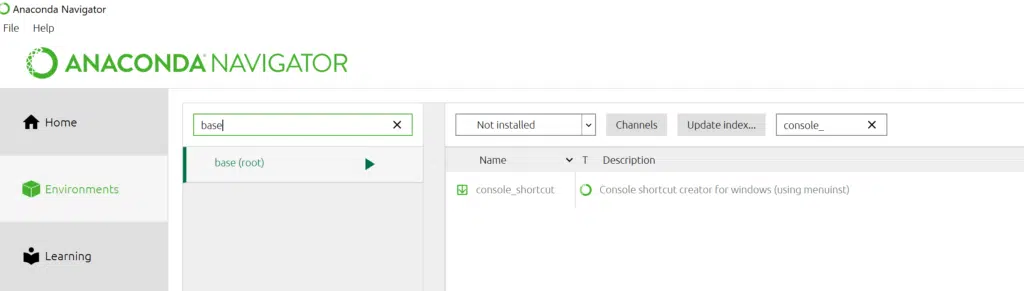 Anaconda Navigator
File Help
ANACONDA NAVIGATOR
Home
base
Not installed
Channels
Update index...
console_
base (root)
Name T Description
Environments
console_shortcut Console shortcut creator for windows (using menuinst)
Learning